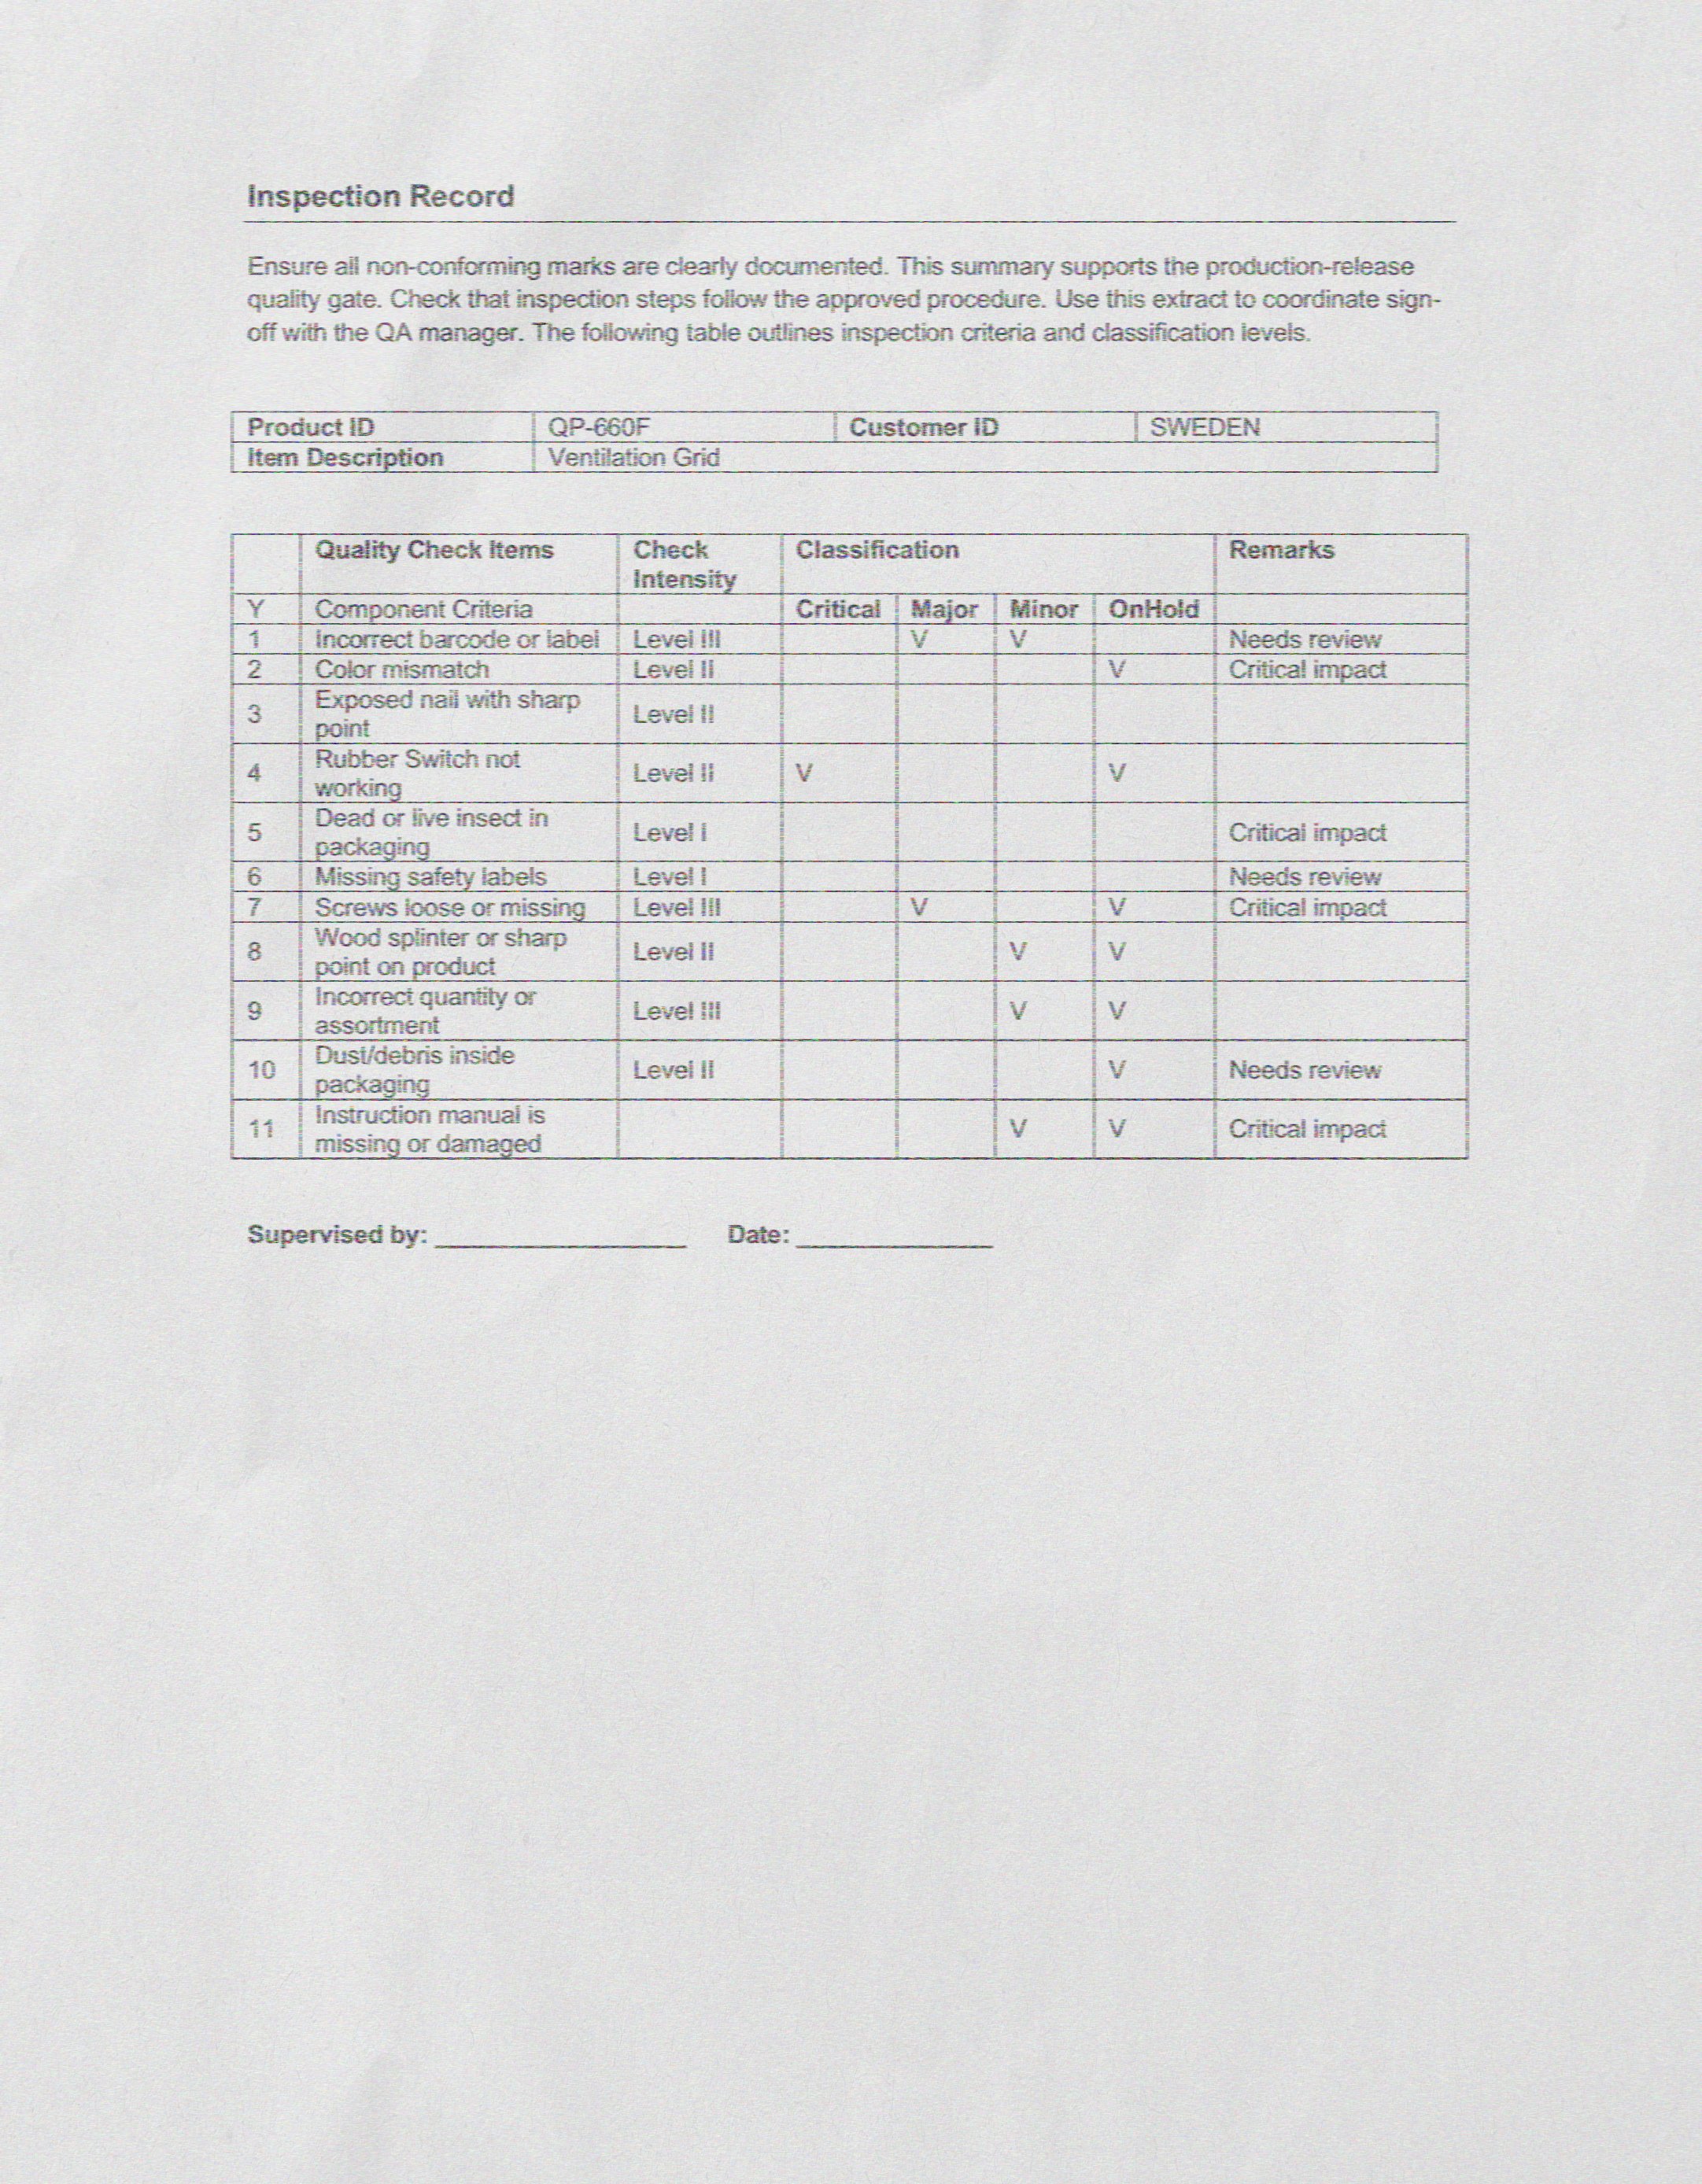 Inspection Record
Ensure all non-conforming marks are clearly documented. This summary supports the production-release
quality gate. Check that inspection steps follow the approved procedure. Use this extract to coordinate sign-
off with the QA manager. The following table outlines inspection criteria and classification levels.
Product ID QP-660F Customer ID SWEDEN
Item Description Ventilation Grid
Quality Check Items Check Classification Remarks
Intensity
Y Component Criteria Critical Major Minor OnHold
1 Incorrect barcode or label Level III V V Needs review
2 Color mismatch Level II V Critical impact
3 Exposed nail with sharp Level II
point
4 Rubber Switch not Level II V V
working
5 Dead or live insect in Level I Critical impact
packaging
6 Missing safety labels Level I Needs review
7 Screws loose or missing Level III V V Critical impact
8 Wood splinter or sharp Level II V V
point on product
9 Incorrect quantity or Level III V V
assortment
10 Dust/debris inside Level II V Needs review
packaging
11 Instruction manual is V V Critical impact
missing or damaged
Supervised by: __________________ Date: ______________